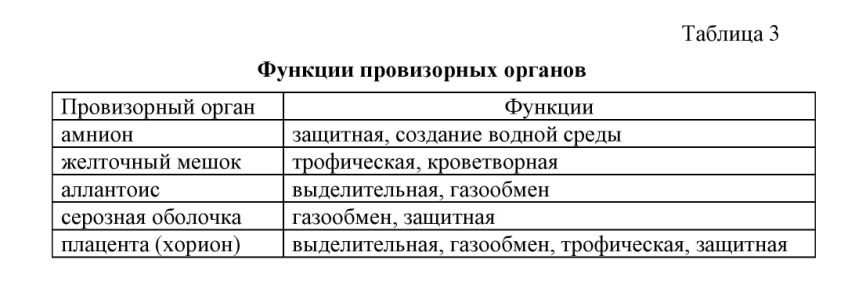 Таблица 3
Функции провизорных органов
Провизорный орган Функции
амнион защитная, создание водной среды
желточный мешок трофическая, кроветворная
аллантоис выделительная, газообмен
серозная оболочка газообмен, защитная
плацента (хорион) выделительная, газообмен, трофическая, защитная